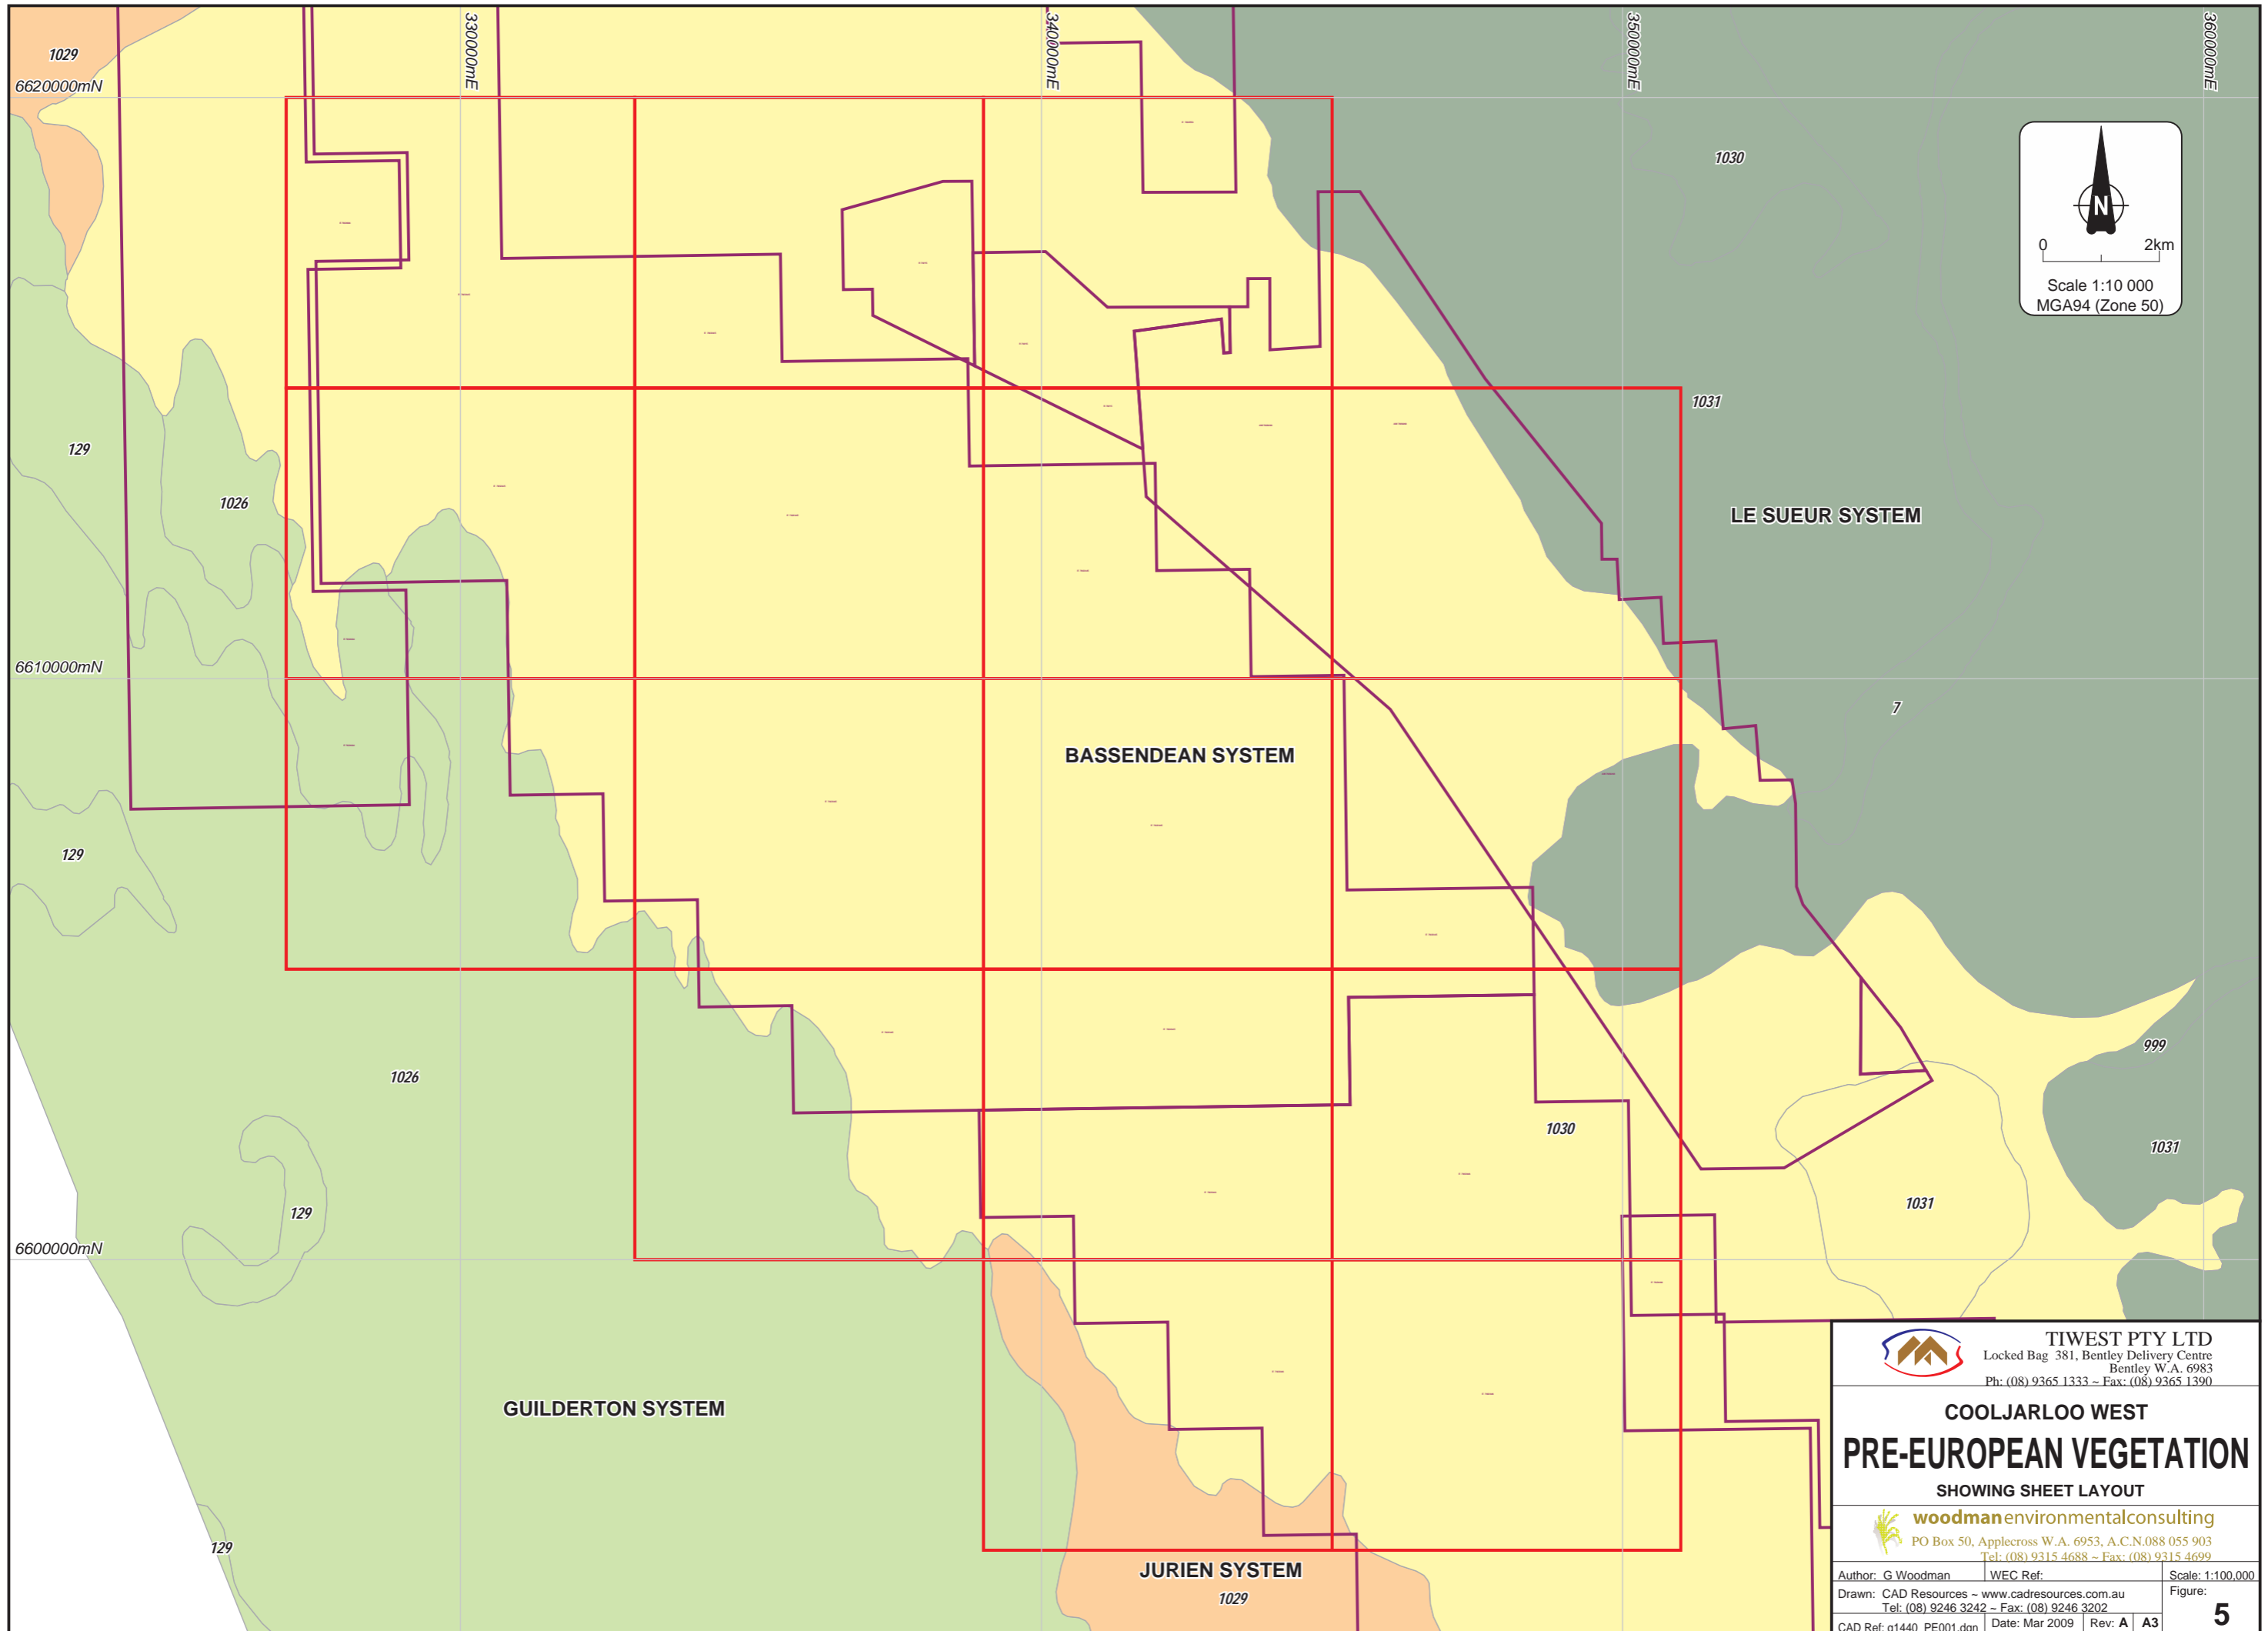 330000mE
340000mE
350000mE
360000mE
1029
6620000mN
1030
N
0 2km
Scale 1:10 000
MGA94 (Zone 50)
1031
129
1026
LE SUEUR SYSTEM
6610000mN
7
BASSENDEAN SYSTEM
129
999
1026
1030
1031
1031
129
6600000mN
GUILDERTON SYSTEM
129
JURIEN SYSTEM
1029
TIWEST PTY LTD
Locked Bag 381, Bentley Delivery Centre
Bentley W.A. 6983
Ph: (08) 9365 1333 ~ Fax: (08) 9365 1390
COOLJARLOO WEST
PRE-EUROPEAN VEGETATION
SHOWING SHEET LAYOUT
woodmanenvironmentalconsulting
PO Box 50, Applecross W.A. 6953, A.C.N.088 055 903
Tel: (08) 9315 4688 ~ Fax: (08) 9315 4699
Author: G Woodman WEC Ref: Scale: 1:100,000
Drawn: CAD Resources ~ www.cadresources.com.au
Tel: (08) 9246 3242 ~ Fax: (08) 9246 3202
Figure:
5
CAD Ref: g1440_PE001.dgn Date: Mar 2009 Rev: A A3